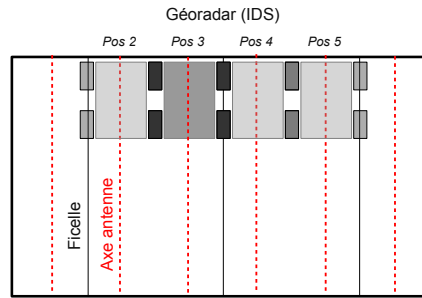 Géoradar (IDS)
Pos 2 Pos 3 Pos 4 Pos 5
Ficelle
Axe antenne